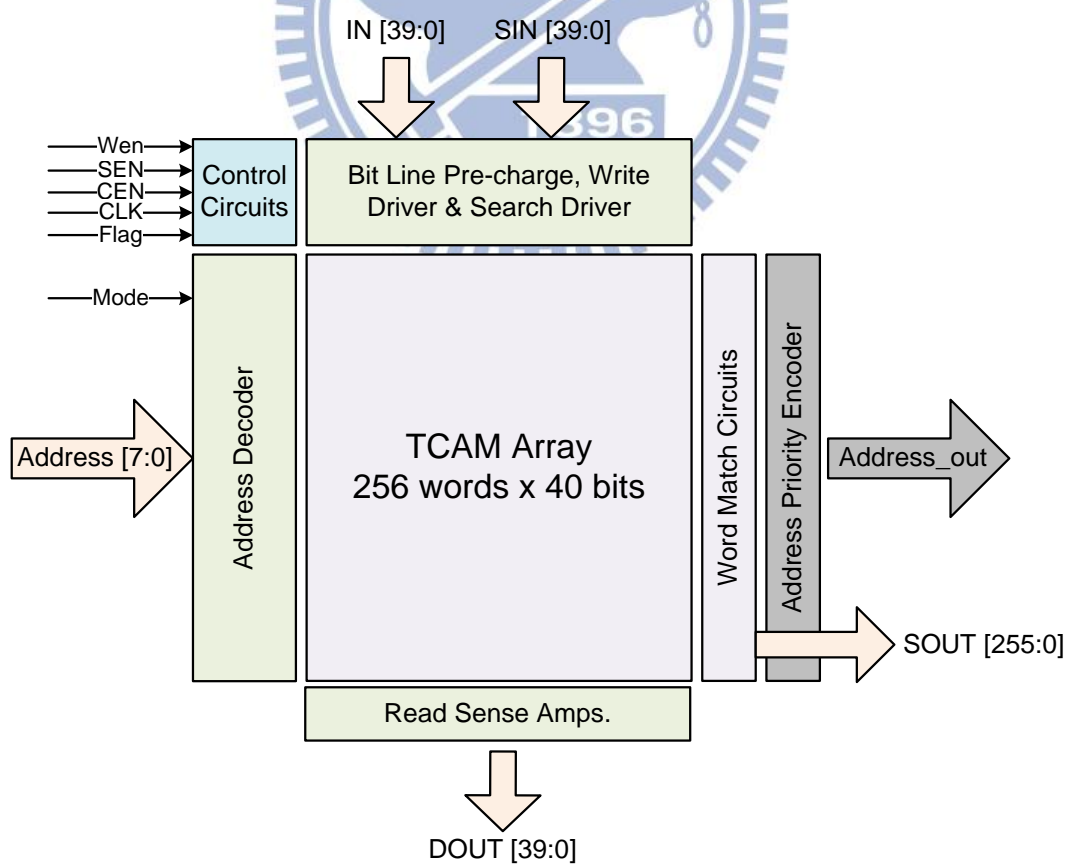 IN [39:0]
SIN [39:0]
1896
Wen
SEN
CEN
CLK
Flag
Control
Circuits
Bit Line Pre-charge, Write
Driver & Search Driver
Mode
Address [7:0]
Address Decoder
TCAM Array
256 words x 40 bits
Word Match Circuits
Address Priority Encoder
Address_out
SOUT [255:0]
Read Sense Amps.
DOUT [39:0]